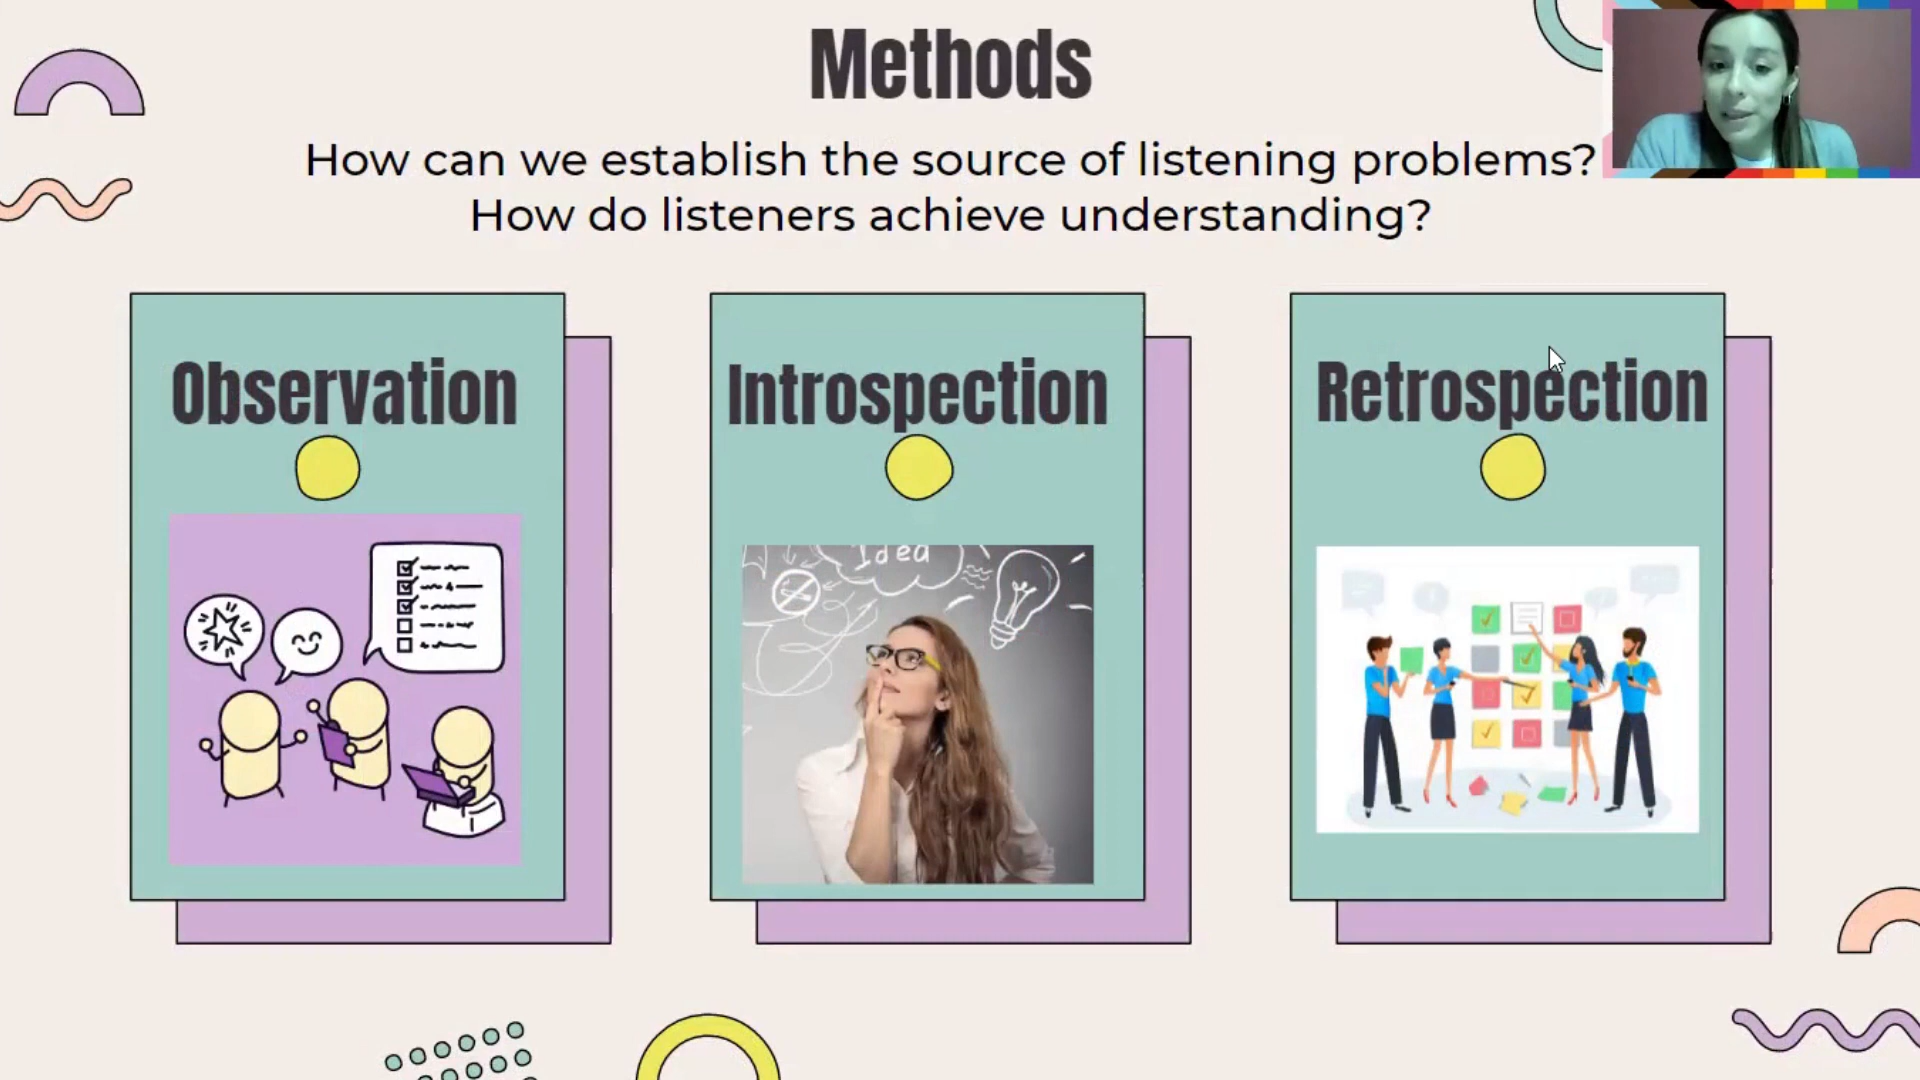 Methods
How can we establish the source of listening problems?
How do listeners achieve understanding?
Observation
Introspection
Retrospection
Idea